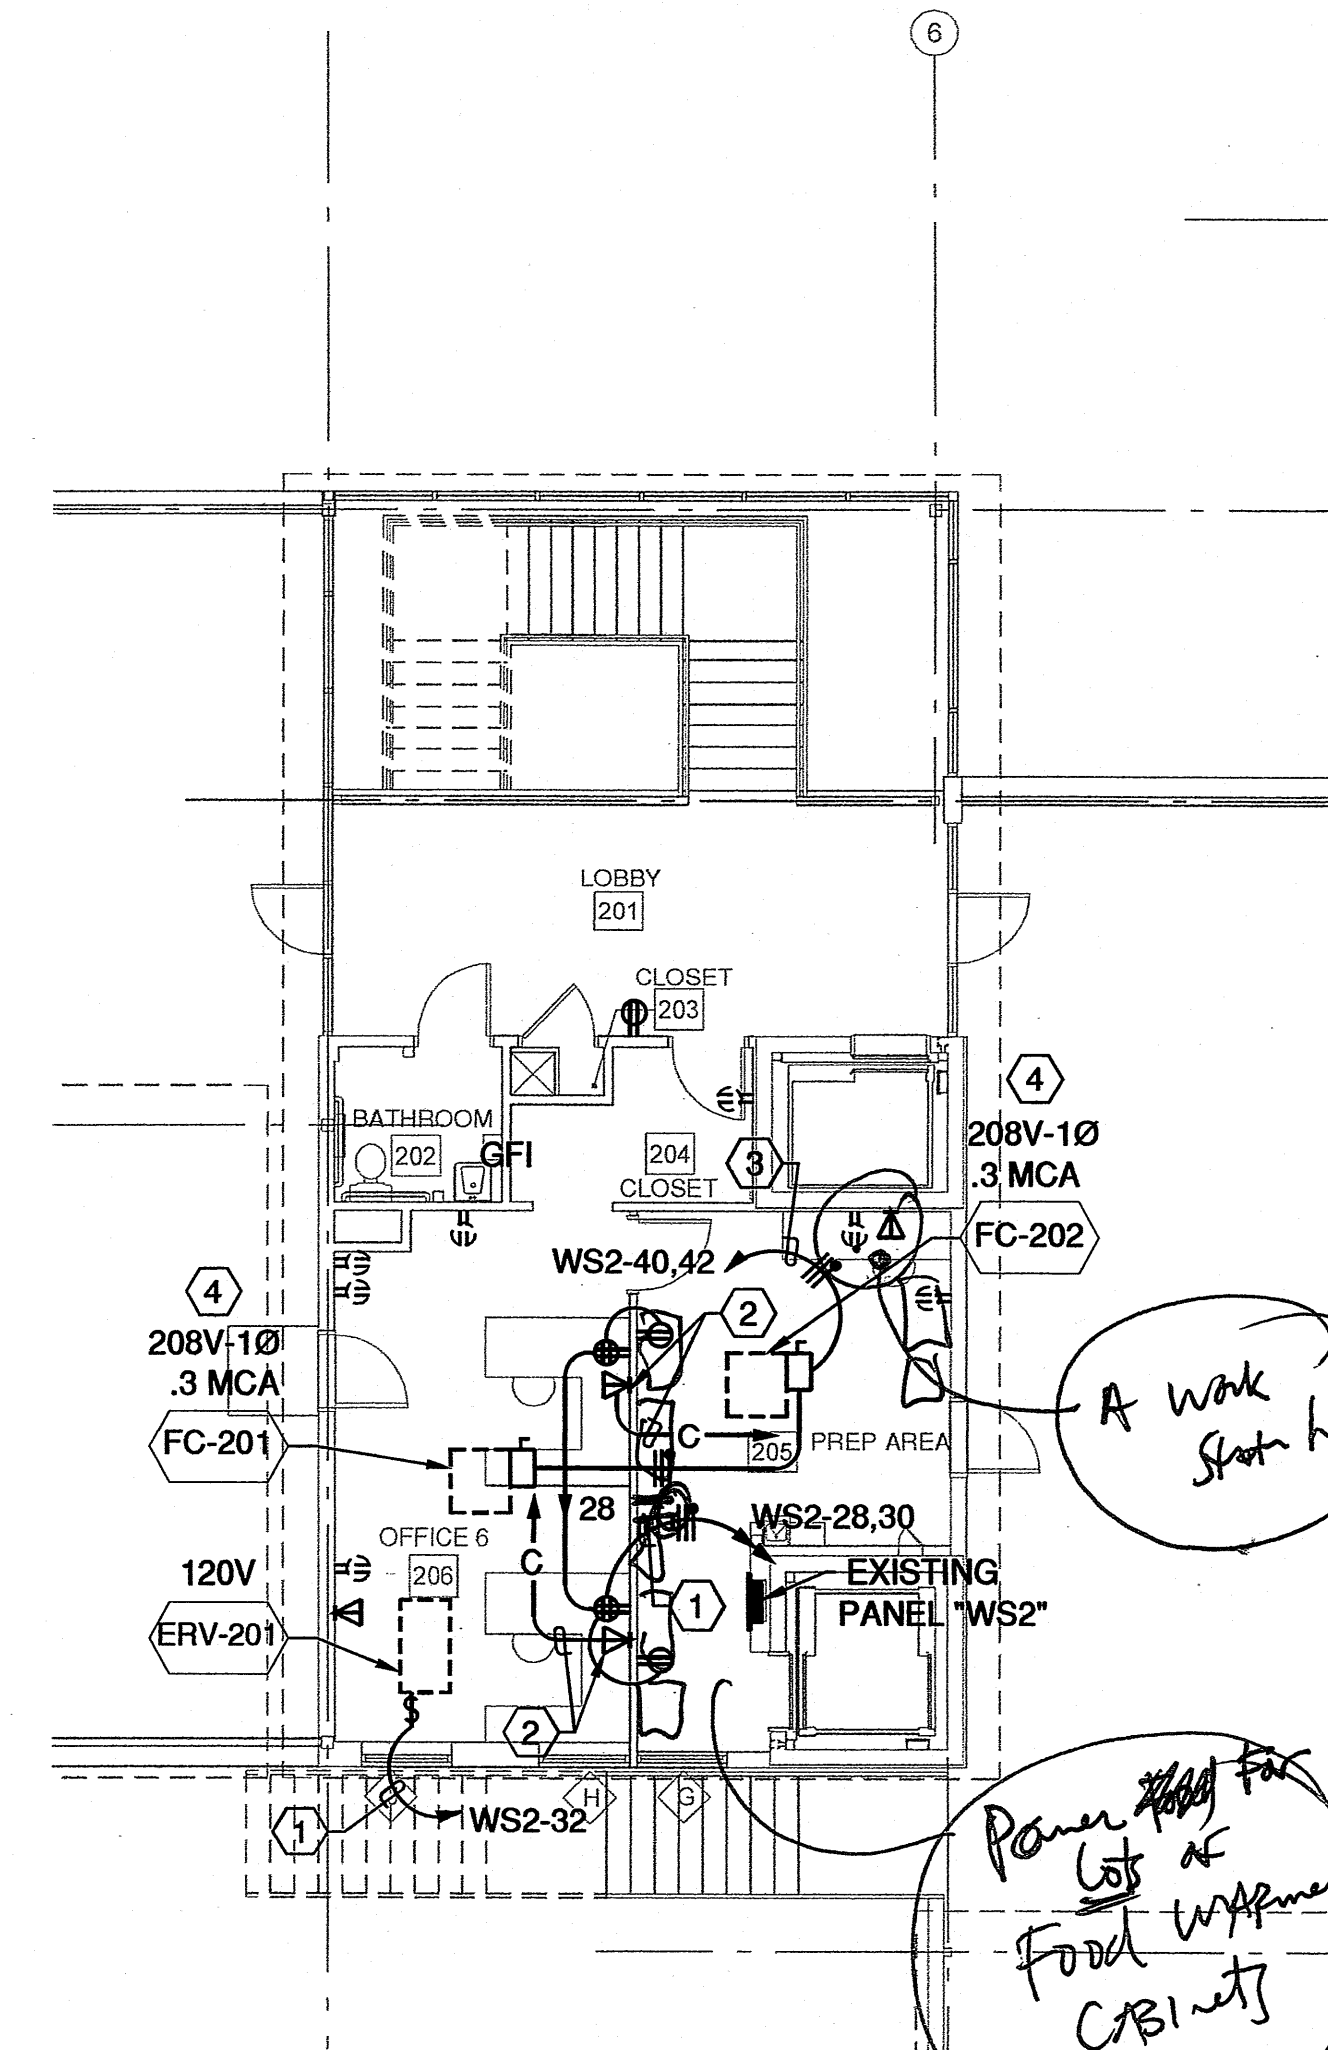 6
LOBBY
201
CLOSET
203
4
208V-1Ø
.3 MCA
BATHROOM
202
GFI
3
204
CLOSET
FC-202
WS2-40,42
4
2
208V-1Ø
.3 MCA
A Work
FC-201
C
205
PREP AREA
28
WS2-28,30
OFFICE 6
206
C
120V
EXISTING
PANEL "WS2"
1
ERV-201
$
2
H
G
1
WS2-32
Power For
Lots of
Food
CABINETS